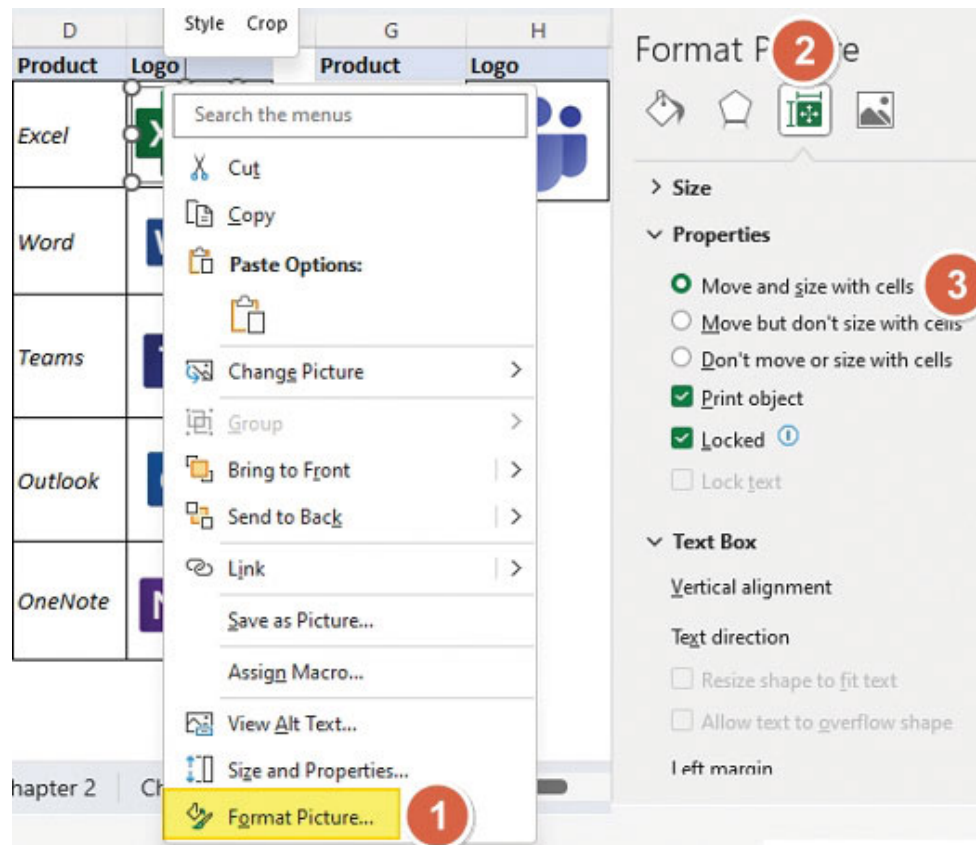 Style Crop
D G H
Product Logo Product Logo
Excel
Word
Teams
Outlook
OneNote
Search the menus
Cut
Copy
Paste Options:
Change Picture
Group
Bring to Front
Send to Back
Link
Save as Picture...
Assign Macro...
View Alt Text...
Size and Properties...
Format Picture...
1
hapter 2 Ch
Format P 2 e
Size
Properties
Move and size with cells 3
Move but don't size with cells
Don't move or size with cells
Print object
Locked
Lock text
Text Box
Vertical alignment
Text direction
Resize shape to fit text
Allow text to overflow shape
Left margin